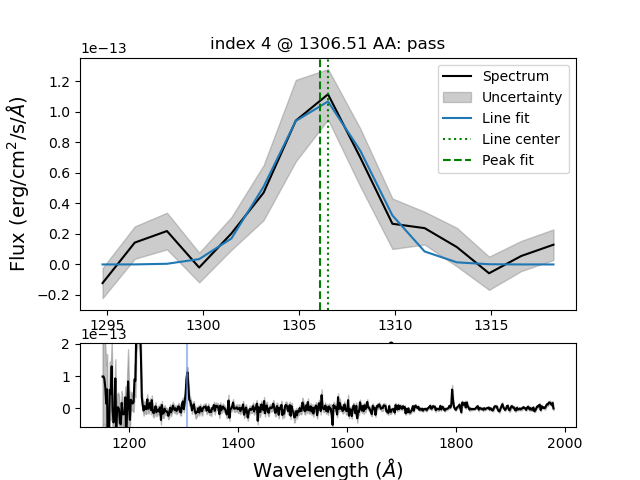 index 4 @ 1306.51 AA: pass
1e−13
Flux (erg/cm²/s/Å)
1.2
1.0
0.8
0.6
0.4
0.2
0.0
−0.2
Spectrum
Uncertainty
Line fit
Line center
Peak fit
1295
1300
1305
1310
1315
1e−13
2
1
0
1200
1400
1600
1800
2000
Wavelength (Å)